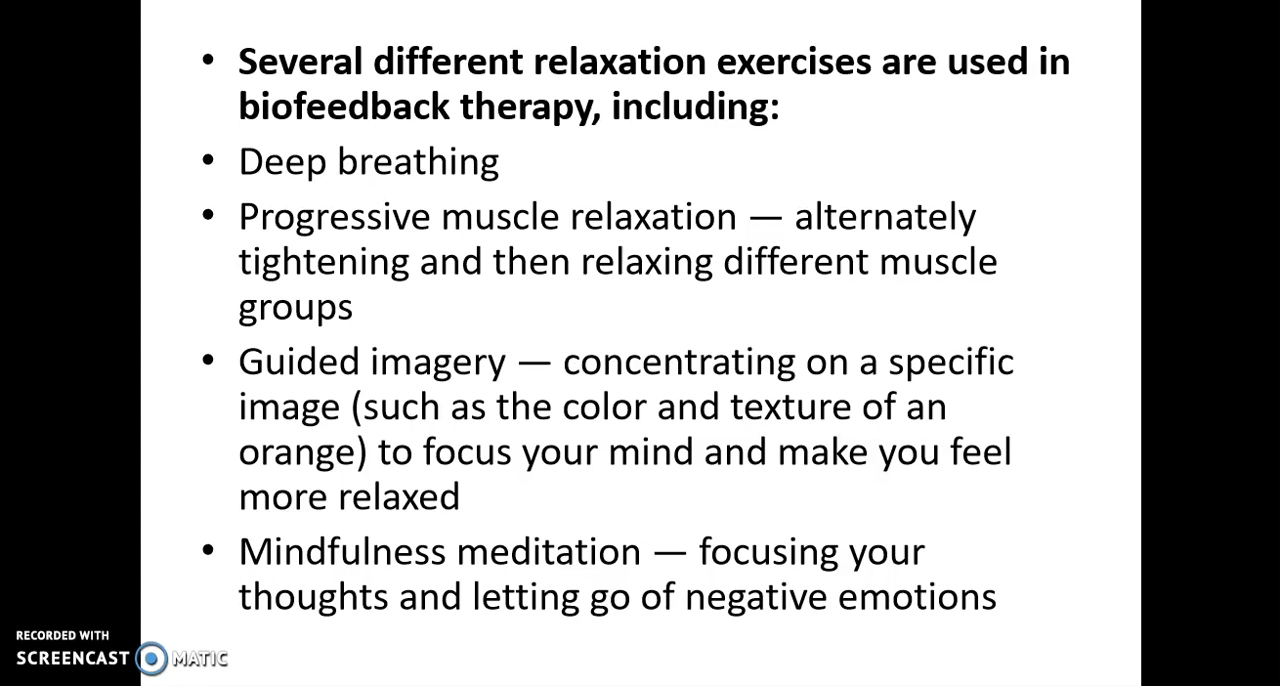 • Several different relaxation exercises are used in
biofeedback therapy, including:
• Deep breathing
• Progressive muscle relaxation — alternately
tightening and then relaxing different muscle
groups
• Guided imagery — concentrating on a specific
image (such as the color and texture of an
orange) to focus your mind and make you feel
more relaxed
• Mindfulness meditation — focusing your
thoughts and letting go of negative emotions
RECORDED WITH
SCREENCAST MATIC